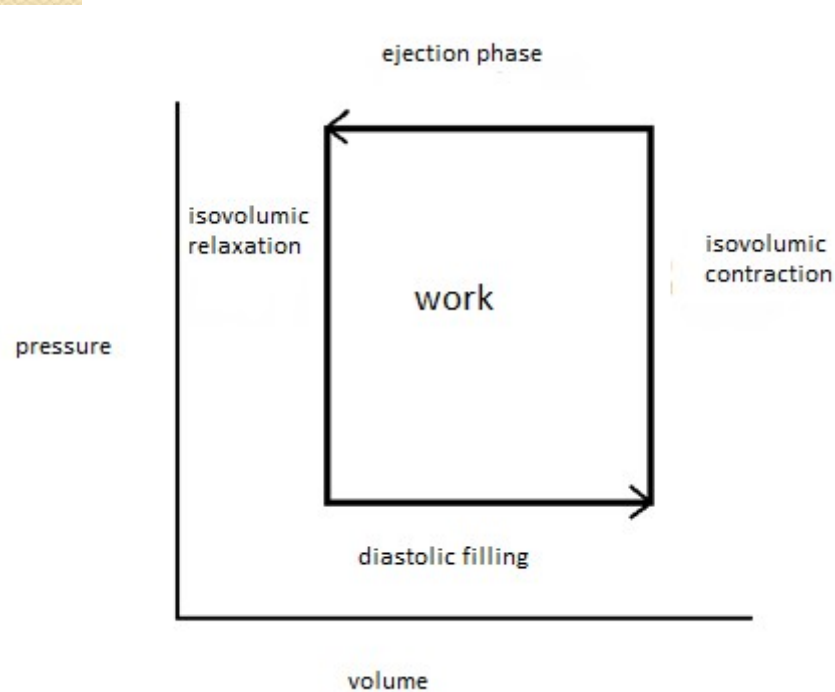 ejection phase
isovolumic
relaxation
isovolumic
contraction
work
pressure
diastolic filling
volume